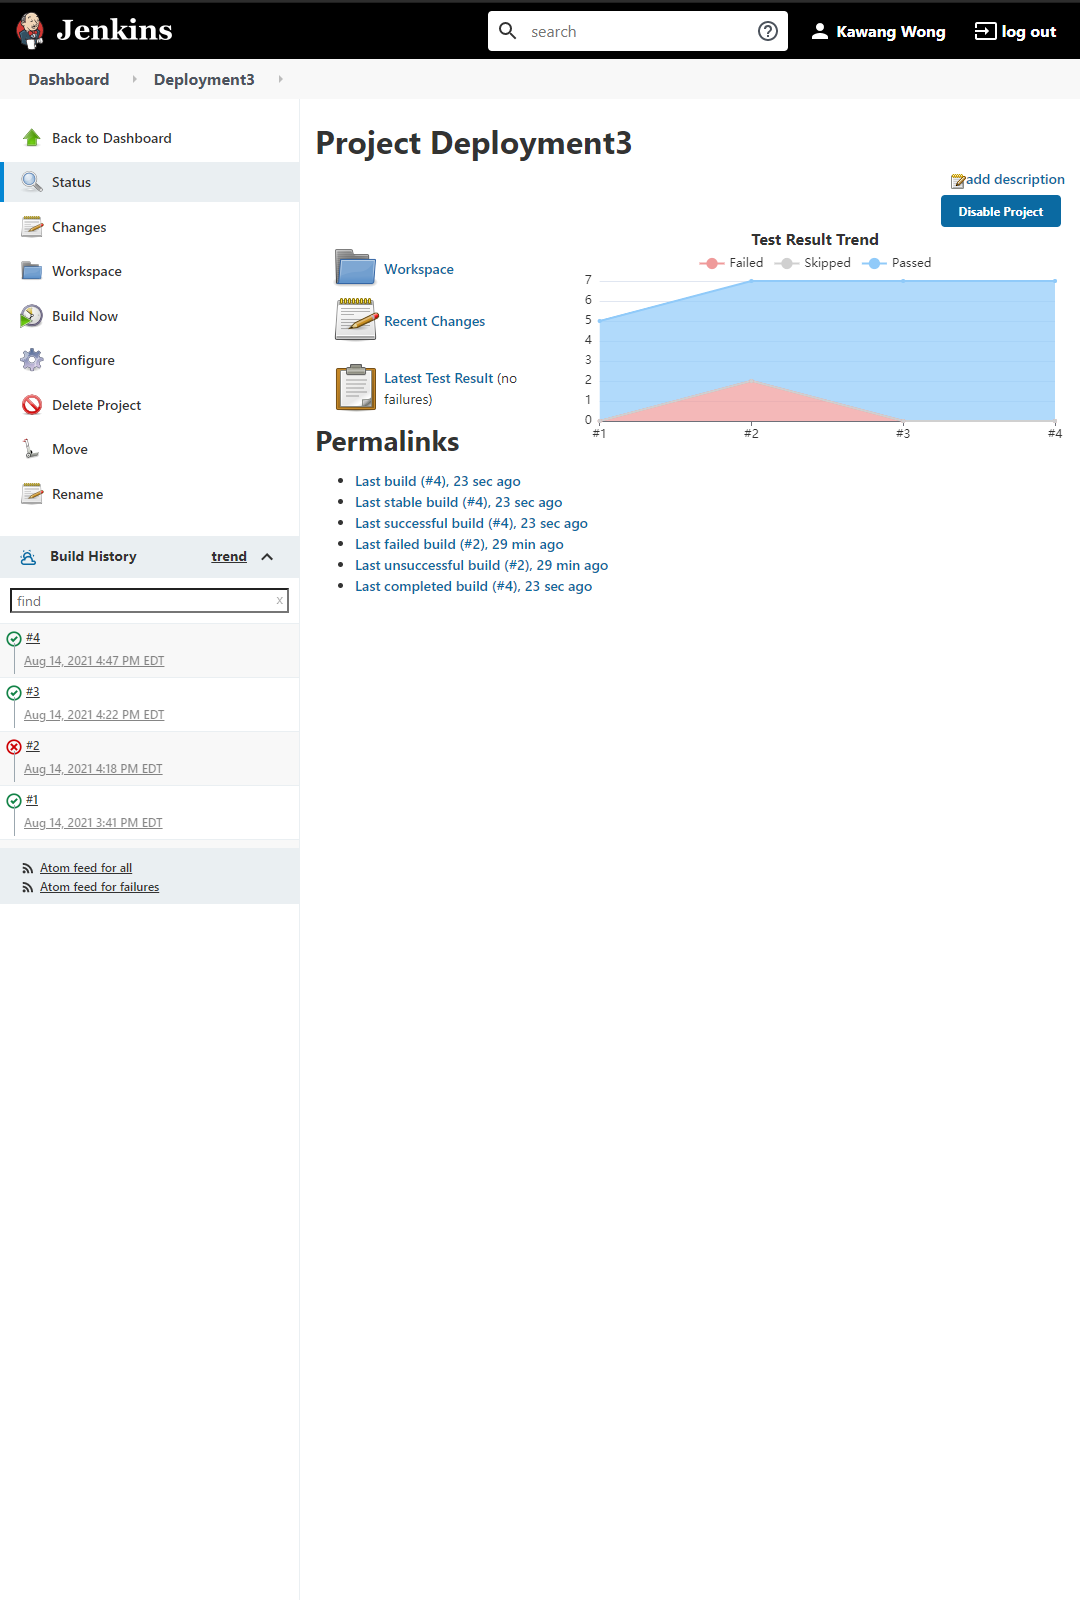 Jenkins
search
Kawang Wong
log out
Dashboard
Deployment3
Back to Dashboard
Status
Changes
Workspace
Build Now
Configure
Delete Project
Move
Rename
Build History
trend
find
x
#4
Aug 14, 2021 4:47 PM EDT
#3
Aug 14, 2021 4:22 PM EDT
#2
Aug 14, 2021 4:18 PM EDT
#1
Aug 14, 2021 3:41 PM EDT
Atom feed for all
Atom feed for failures
Project Deployment3
add description
Disable Project
Workspace
Recent Changes
Latest Test Result (no
failures)
Test Result Trend
Failed Skipped Passed
7
6
5
4
3
2
1
0
#1 #2 #3 #4
Permalinks
Last build (#4), 23 sec ago
Last stable build (#4), 23 sec ago
Last successful build (#4), 23 sec ago
Last failed build (#2), 29 min ago
Last unsuccessful build (#2), 29 min ago
Last completed build (#4), 23 sec ago